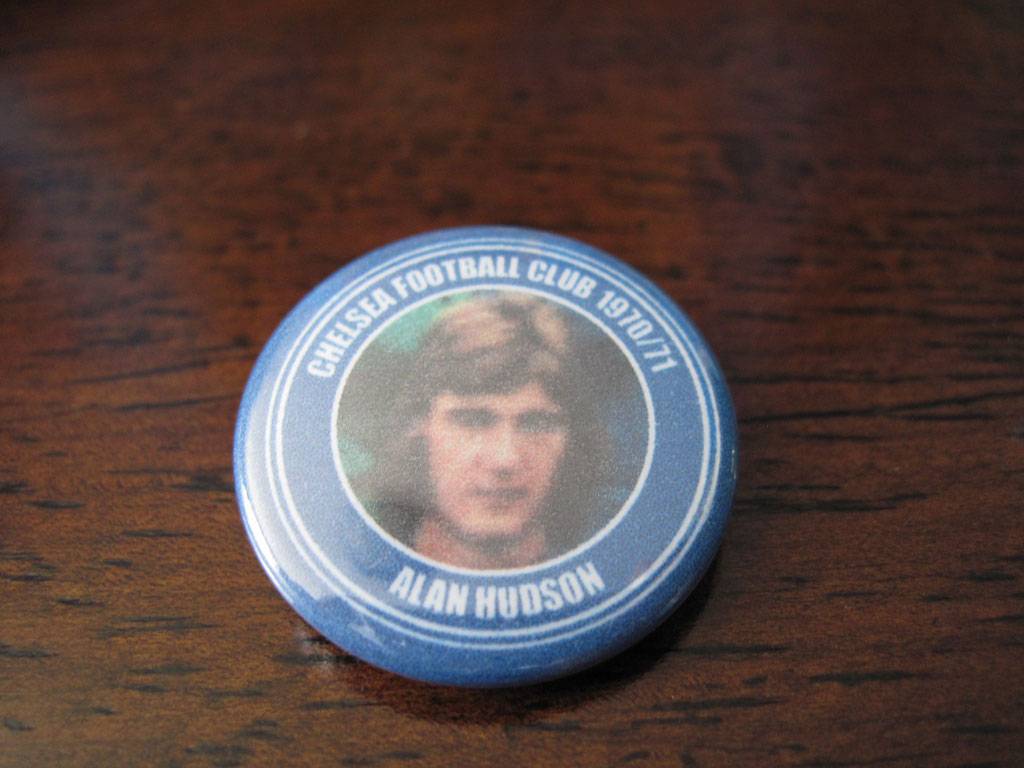 CHELSEA FOOTBALL CLUB 1970/71
ALAN HUDSON